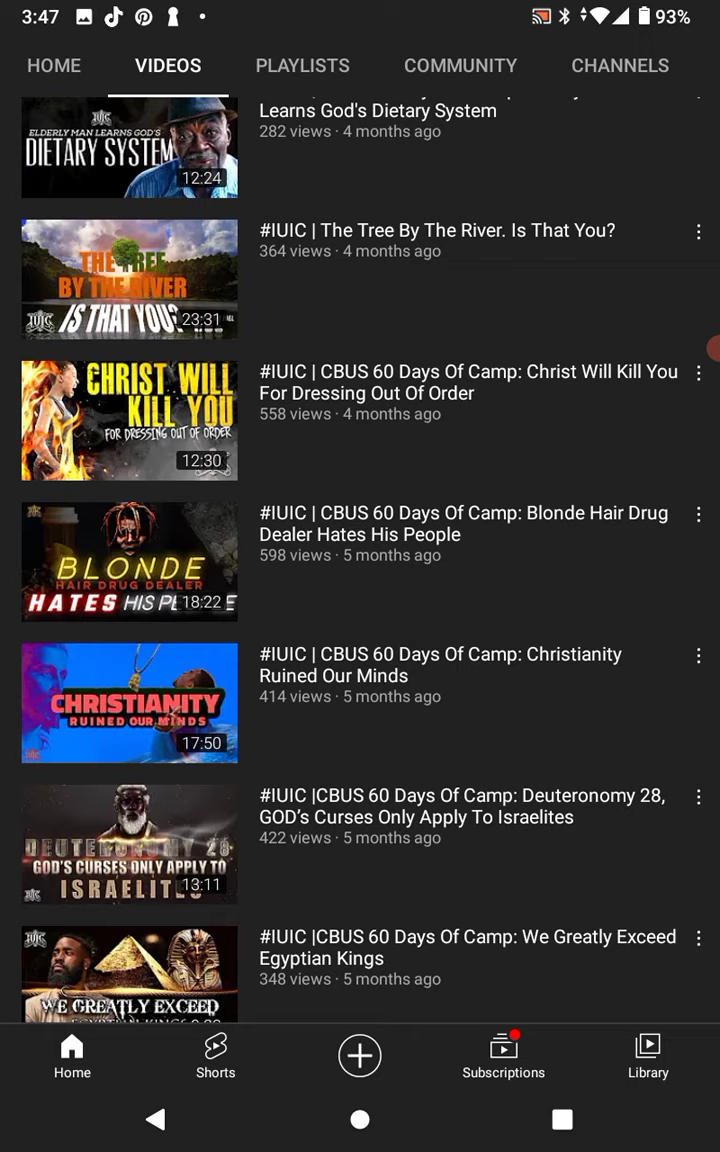 3:47
93%
HOME
VIDEOS
PLAYLISTS
COMMUNITY
CHANNELS
IUIC
ELDERLY MAN LEARNS GOD'S
DIETARY SYSTEM
12:24
Learns God's Dietary System
282 views · 4 months ago
THE TREE
BY THE RIVER
IS THAT YOU?
IUIC
23:31
#IUIC | The Tree By The River. Is That You?
364 views · 4 months ago
CHRIST WILL
KILL YOU
FOR DRESSING OUT OF ORDER
12:30
#IUIC | CBUS 60 Days Of Camp: Christ Will Kill You
For Dressing Out Of Order
558 views · 4 months ago
BLONDE
HAIR DRUG DEALER
HATES HIS PE
E
18:22
#IUIC | CBUS 60 Days Of Camp: Blonde Hair Drug
Dealer Hates His People
598 views · 5 months ago
CHRISTIANITY
RUINED OUR MINDS
17:50
#IUIC | CBUS 60 Days Of Camp: Christianity
Ruined Our Minds
414 views · 5 months ago
DEUTERONOMY 28
GOD'S CURSES ONLY APPLY TO
ISRAELITES
13:11
#IUIC |CBUS 60 Days Of Camp: Deuteronomy 28,
GOD's Curses Only Apply To Israelites
422 views · 5 months ago
IUIC
WE GREATLY EXCEED
#IUIC |CBUS 60 Days Of Camp: We Greatly Exceed
Egyptian Kings
348 views · 5 months ago
Home
Shorts
Subscriptions
Library